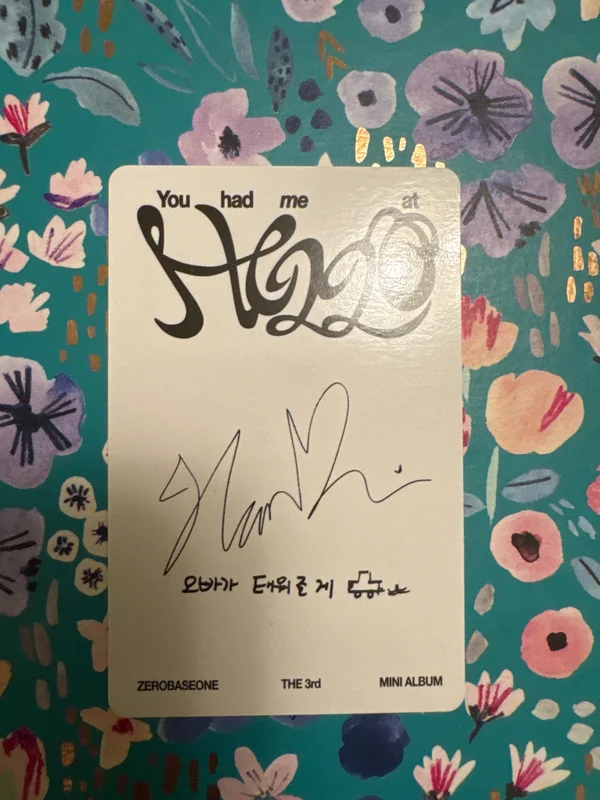 You had me at
Hello
오빠가 태워줄게
ZEROBASEONE THE 3rd MINI ALBUM